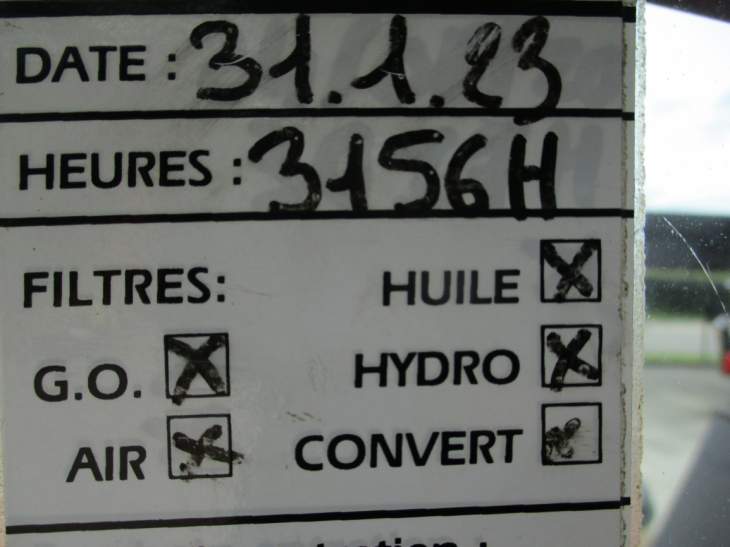 DATE : 31.1.23
HEURES : 3156H
FILTRES: HUILE
G.O. HYDRO
AIR CONVERT